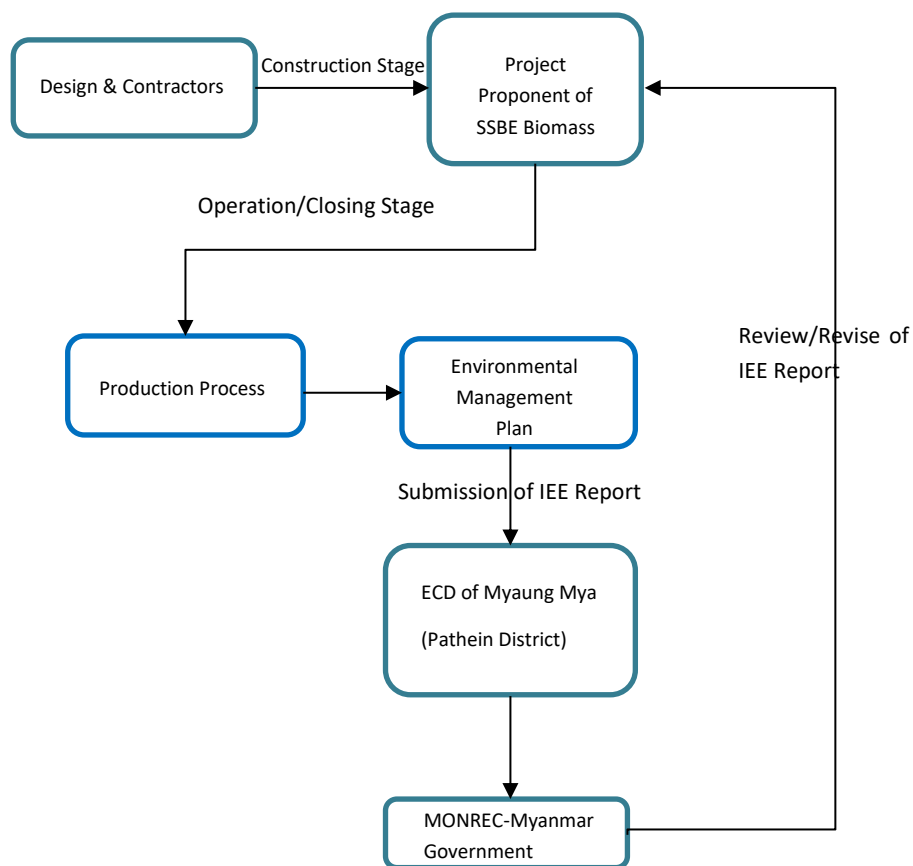 Design & Contractors
Construction Stage
Project
Proponent of
SSBE Biomass
Operation/Closing Stage
Production Process
Environmental
Management
Plan
Review/Revise of
IEE Report
Submission of IEE Report
ECD of Myaung Mya
(Pathein District)
MONREC-Myanmar
Government